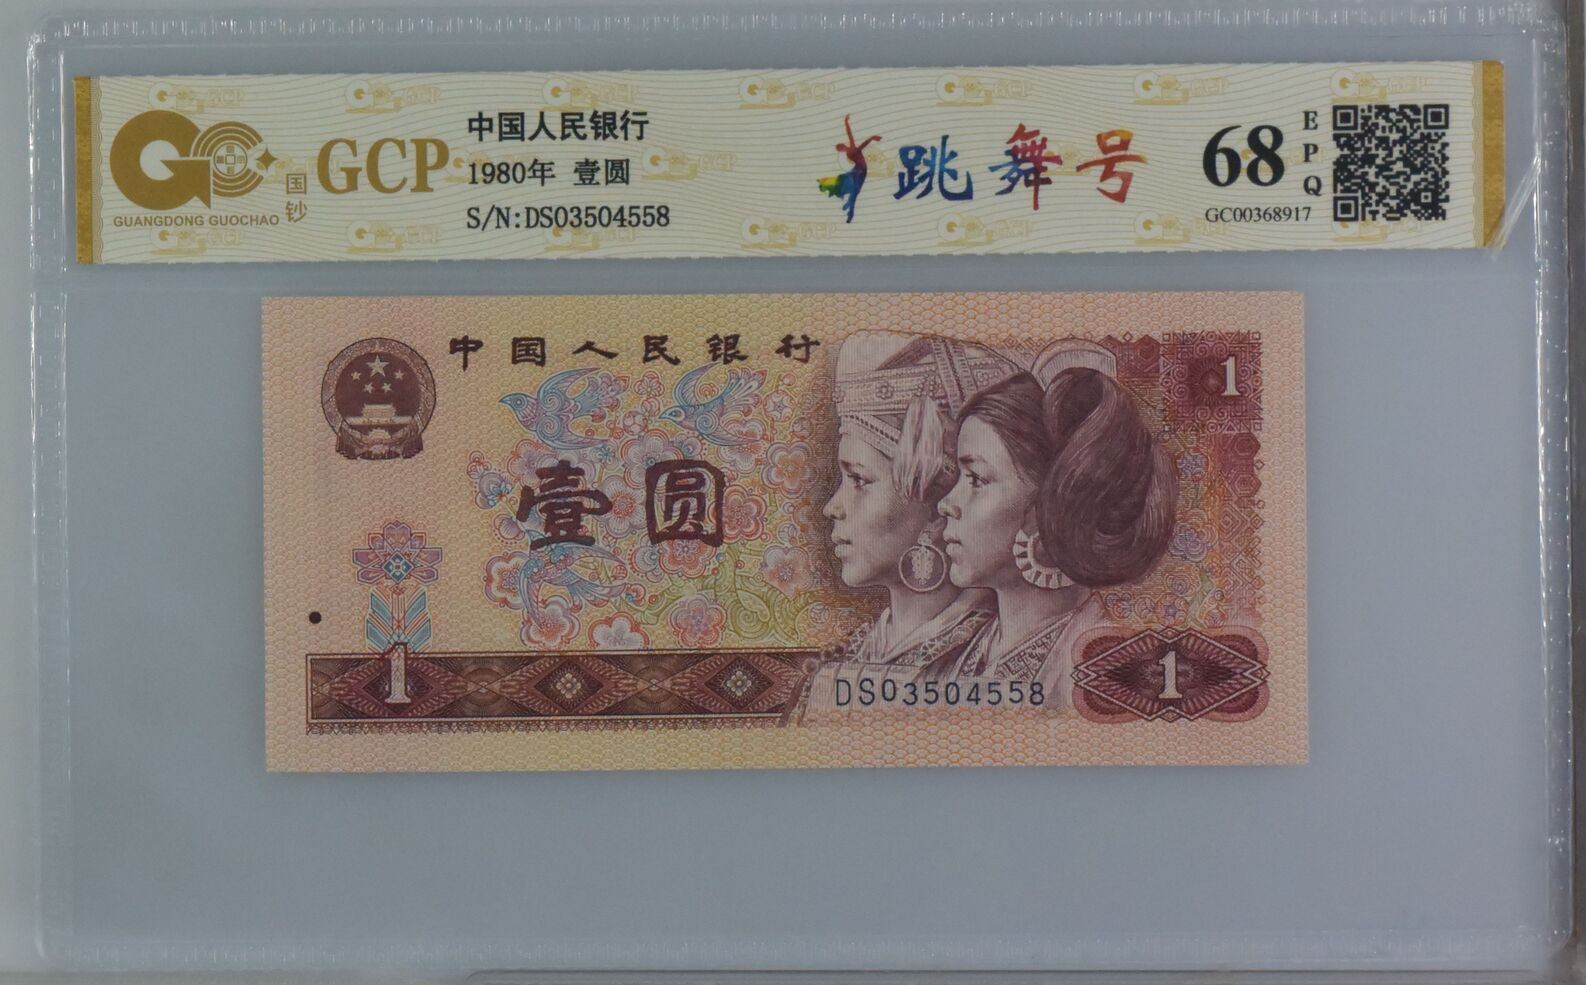 GCP
国
钞
GUANGDONG GUOCHAO
中国人民银行
1980年 壹圆
S/N:DS03504558
跳舞号
68
EPQ
GC00368917
中国人民银行
1
壹圆
1
DS03504558
1